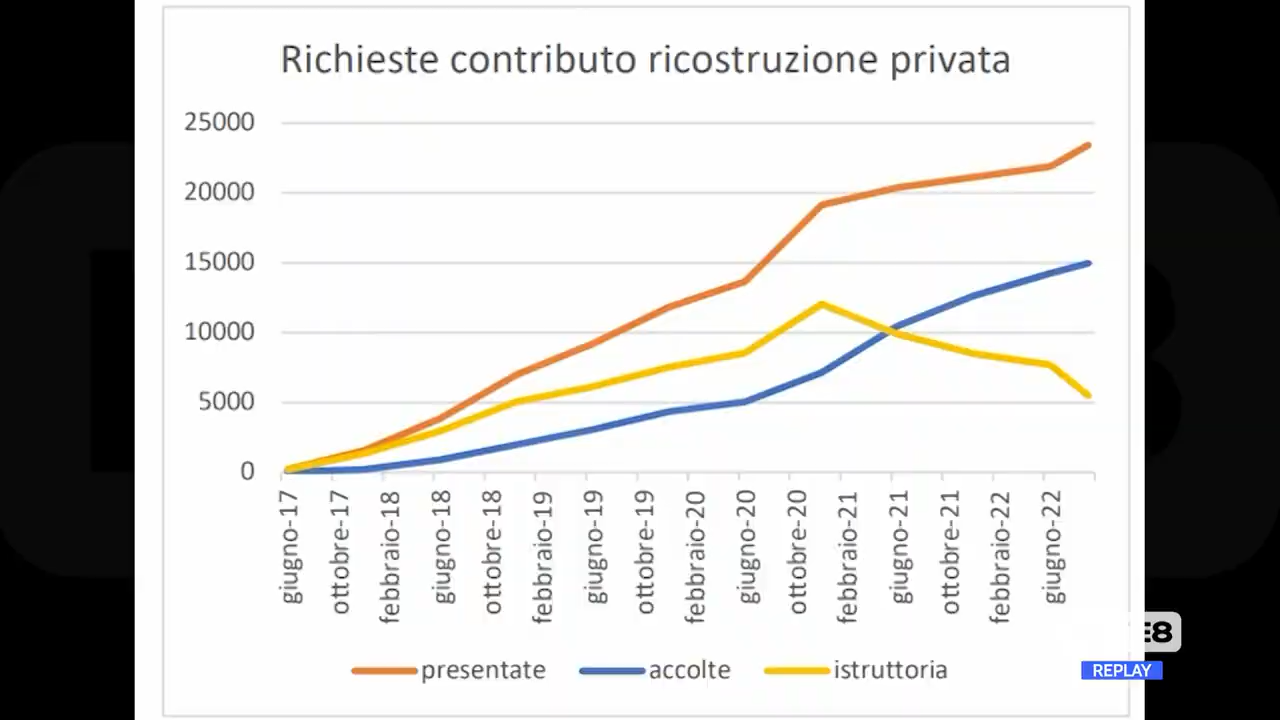 Richieste contributo ricostruzione privata
25000
20000
15000
10000
5000
0
giugno-17
ottobre-17
febbraio-18
giugno-18
ottobre-18
febbraio-19
giugno-19
ottobre-19
febbraio-20
giugno-20
ottobre-20
febbraio-21
giugno-21
ottobre-21
febbraio-22
giugno-22
presentate accolte istruttoria
E8
REPLAY